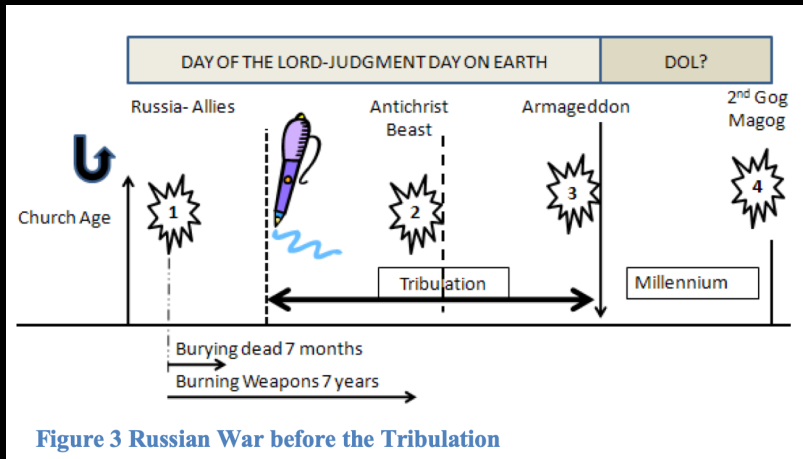 DAY OF THE LORD-JUDGMENT DAY ON EARTH
DOL?
Russia- Allies
Antichrist
Beast
Armageddon
2nd Gog
Magog
Church Age
1
2
3
4
Tribulation
Millennium
Burying dead 7 months
Burning Weapons 7 years
Figure 3 Russian War before the Tribulation